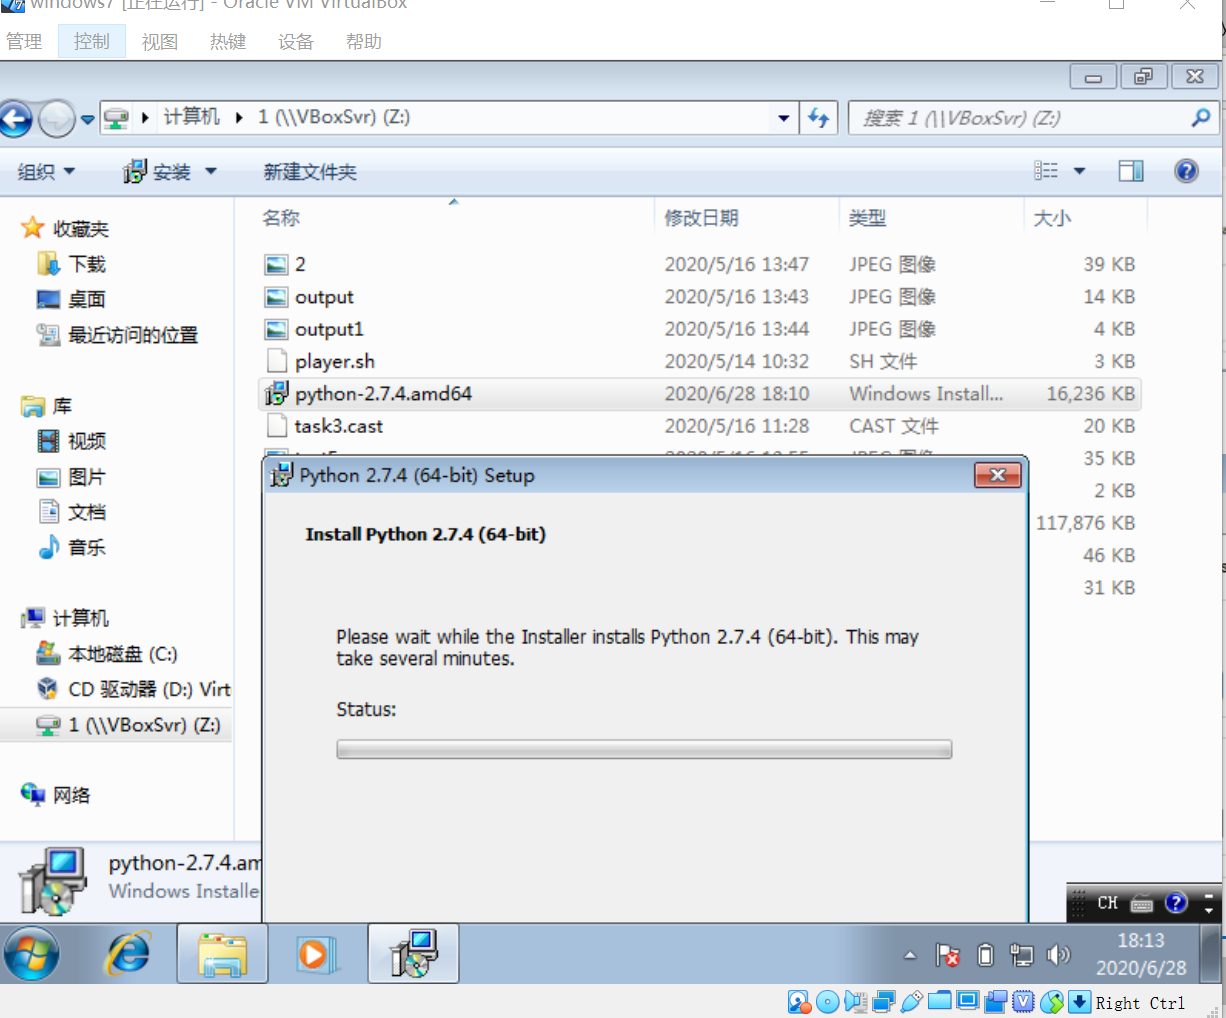 windows7 [正在运行] - Oracle VM VirtualBox
管理 控制 视图 热键 设备 帮助
计算机 1 (\\VBoxSvr) (Z:) 搜索 1 (\\VBoxSvr) (Z:)
组织 安装 新建文件夹
名称 修改日期 类型 大小
收藏夹
下载
桌面
最近访问的位置
库
视频
图片
文档
音乐
计算机
本地磁盘 (C:)
CD 驱动器 (D:) Virt
1 (\\VBoxSvr) (Z:)
网络
2 2020/5/16 13:47 JPEG 图像 39 KB
output 2020/5/16 13:43 JPEG 图像 14 KB
output1 2020/5/16 13:44 JPEG 图像 4 KB
player.sh 2020/5/14 10:32 SH 文件 3 KB
python-2.7.4.amd64 2020/6/28 18:10 Windows Install... 16,236 KB
task3.cast 2020/5/16 11:28 CAST 文件 20 KB
35 KB
2 KB
117,876 KB
46 KB
31 KB
Python 2.7.4 (64-bit) Setup
Install Python 2.7.4 (64-bit)
Please wait while the Installer installs Python 2.7.4 (64-bit). This may
take several minutes.
Status:
python-2.7.4.am
Windows Installe
CH
18:13
2020/6/28
Right Ctrl